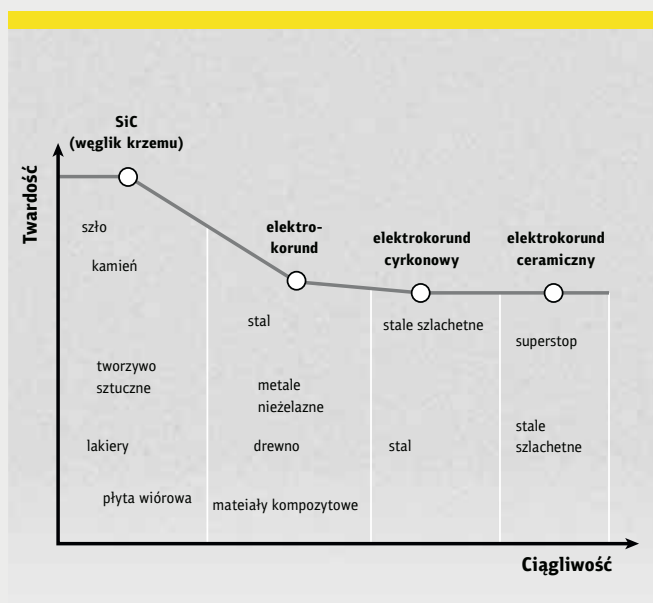 SiC
(węglik krzemu)
Twardość
szło
kamień
tworzywo
sztuczne
lakiery
płyta wiórowa
elektro-
korund
stal
metale
nieżelazne
drewno
mateiały kompozytowe
elektrokorund
cyrkonowy
stale szlachetne
stal
elektrokorund
ceramiczny
superstop
stale
szlachetne
Ciągliwość